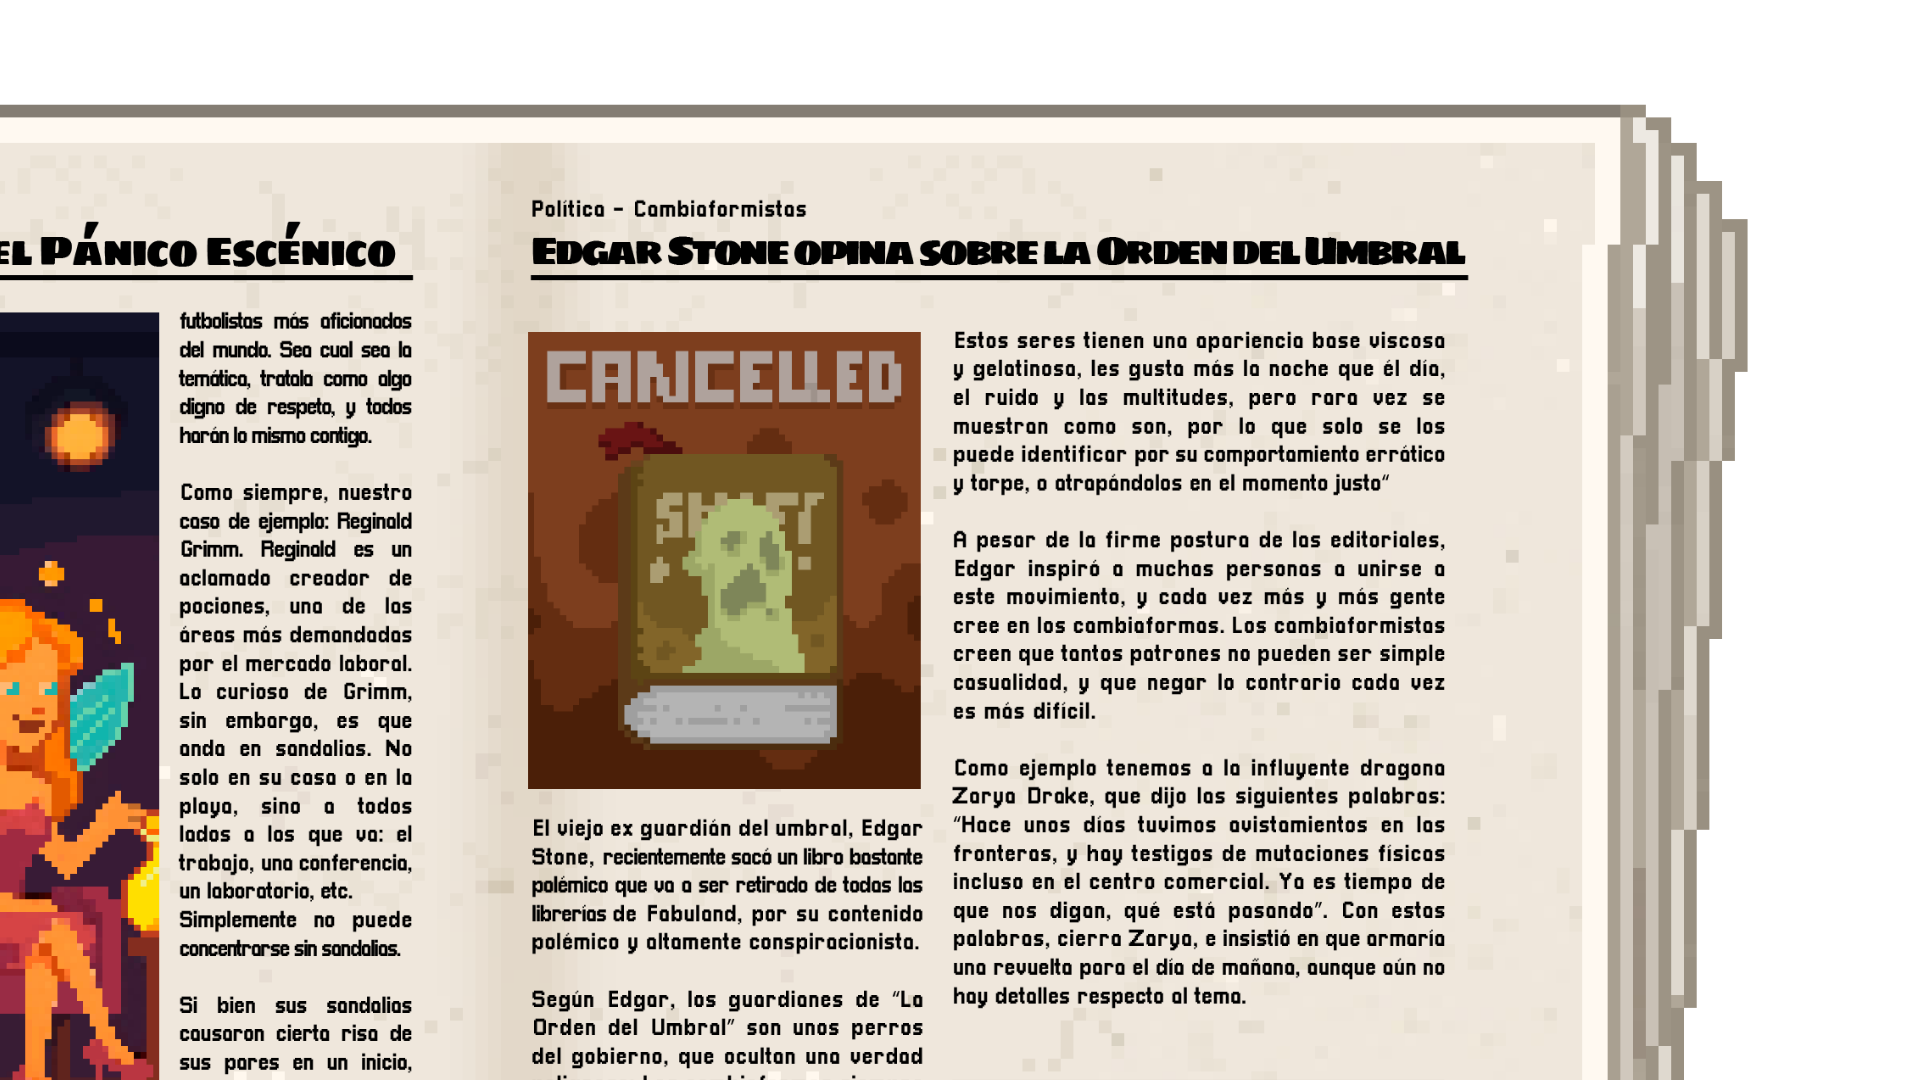 EL PÁNICO ESCÉNICO
futbolistas más aficionados
del mundo. Sea cual sea la
temática, tratala como algo
digno de respeto, y todos
harán lo mismo contigo.
Como siempre, nuestro
caso de ejemplo: Reginald
Grimm. Reginald es un
aclamado creador de
pociones, una de las
áreas más demandadas
por el mercado laboral.
Lo curioso de Grimm,
sin embargo, es que
anda en sandalias. No
solo en su casa o en la
playa, sino a todos
lados a los que va: el
trabajo, una conferencia,
un laboratorio, etc.
Simplemente no puede
concentrarse sin sandalias.
Si bien sus sandalias
causaron cierta risa de
sus pares en un inicio,
Política - Cambiaformistas
EDGAR STONE OPINA SOBRE LA ORDEN DEL UMBRAL
CANCELLED
El viejo ex guardián del umbral, Edgar
Stone, recientemente sacó un libro bastante
polémico que va a ser retirado de todas las
librerías de Fabuland, por su contenido
polémico y altamente conspiracionista.
Según Edgar, los guardianes de "La
Orden del Umbral" son unos perros
del gobierno, que ocultan una verdad
Estos seres tienen una apariencia base viscosa
y gelatinosa, les gusta más la noche que él día,
el ruido y las multitudes, pero rara vez se
muestran como son, por lo que solo se los
puede identificar por su comportamiento errático
y torpe, o atrapándolos en el momento justo"
A pesar de la firme postura de las editoriales,
Edgar inspiró a muchas personas a unirse a
este movimiento, y cada vez más y más gente
cree en los cambiaformas. Los cambiaformistas
creen que tantos patrones no pueden ser simple
casualidad, y que negar lo contrario cada vez
es más difícil.
Como ejemplo tenemos a la influyente dragona
Zarya Drake, que dijo las siguientes palabras:
"Hace unos días tuvimos avistamientos en las
fronteras, y hay testigos de mutaciones físicas
incluso en el centro comercial. Ya es tiempo de
que nos digan, qué está pasando". Con estas
palabras, cierra Zarya, e insistió en que armaría
una revuelta para el día de mañana, aunque aún no
hay detalles respecto al tema.